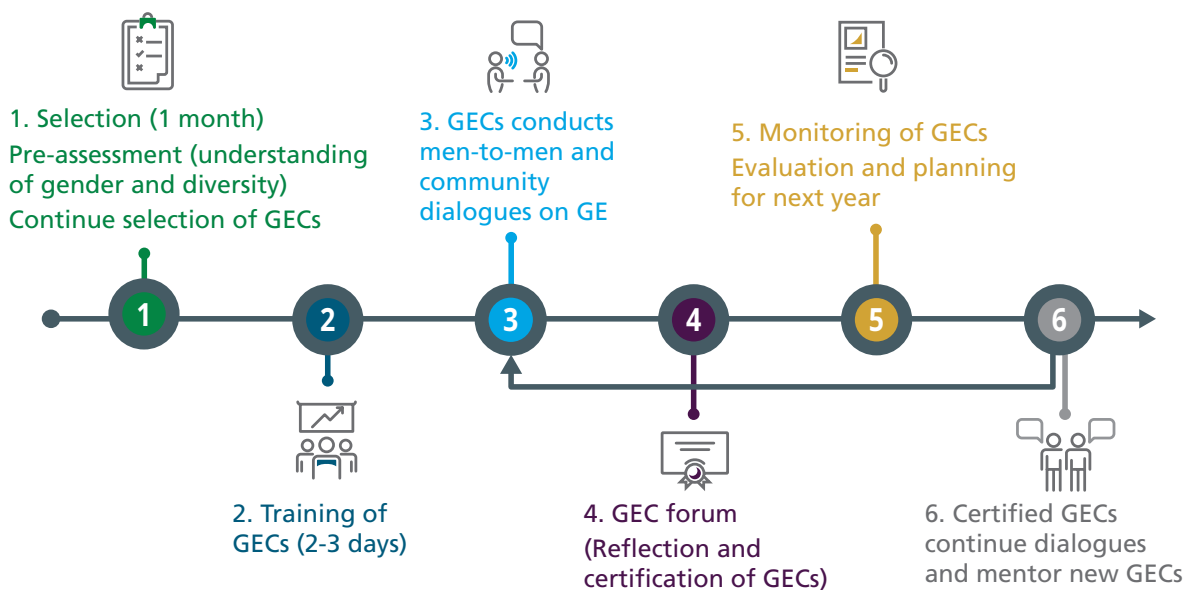 1. Selection (1 month)
Pre-assessment (understanding
of gender and diversity)
Continue selection of GECs
3. GECs conducts
men-to-men and
community
dialogues on GE
5. Monitoring of GECs
Evaluation and planning
for next year
1
2
3
4
5
6
2. Training of
GECs (2-3 days)
4. GEC forum
(Reflection and
certification of GECs)
6. Certified GECs
continue dialogues
and mentor new GECs